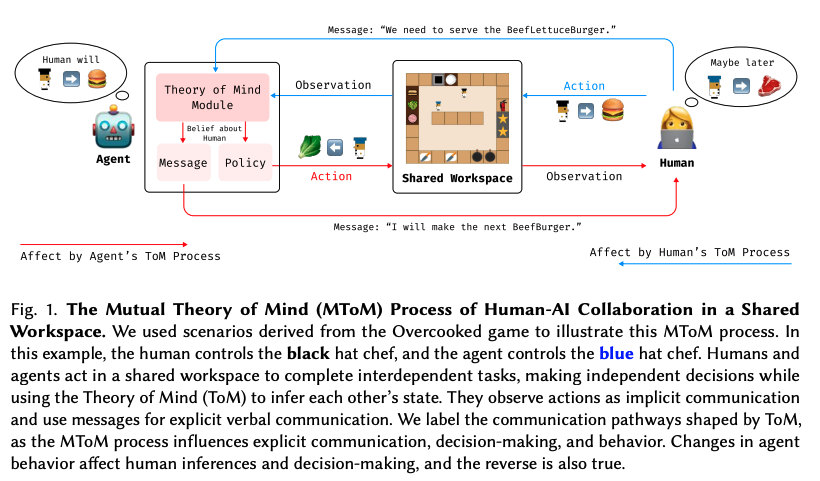 Message: “We need to serve the BeefLettuceBurger.”
Human will
Maybe later
Theory of Mind
Module
Observation
Action
Belief about
Human
Agent
Message
Policy
Action
Shared Workspace
Observation
Human
Message: “I will make the next BeefBurger.”
Affect by Agent’s ToM Process
Affect by Human’s ToM Process
Fig. 1. The Mutual Theory of Mind (MToM) Process of Human-AI Collaboration in a Shared
Workspace. We used scenarios derived from the Overcooked game to illustrate this MToM process. In
this example, the human controls the black hat chef, and the agent controls the blue hat chef. Humans and
agents act in a shared workspace to complete interdependent tasks, making independent decisions while
using the Theory of Mind (ToM) to infer each other’s state. They observe actions as implicit communication
and use messages for explicit verbal communication. We label the communication pathways shaped by ToM,
as the MToM process influences explicit communication, decision-making, and behavior. Changes in agent
behavior affect human inferences and decision-making, and the reverse is also true.